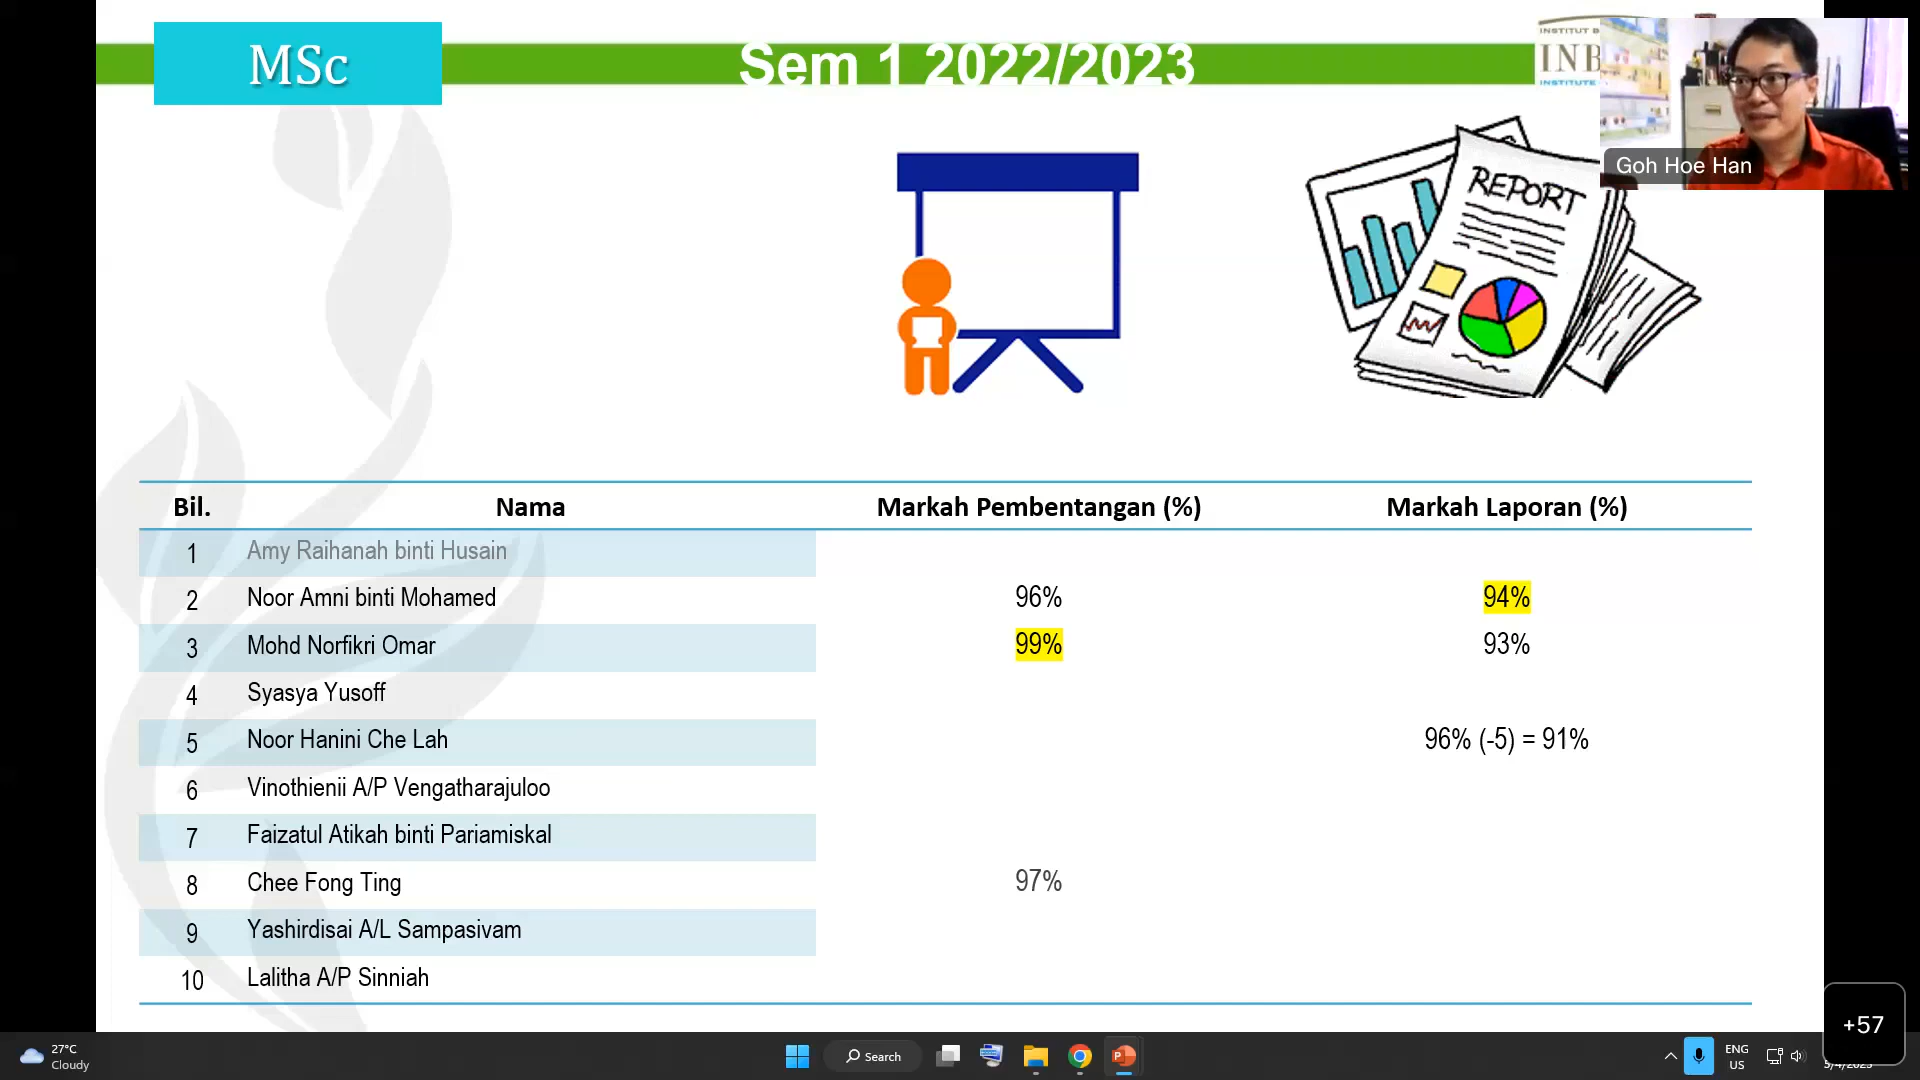 MSc
Sem 1 2022/2023
INSTITUT B
INB
INSTITUTE
Goh Hoe Han
REPORT
Bil. Nama Markah Pembentangan (%) Markah Laporan (%)
1 Amy Raihanah binti Husain
2 Noor Amni binti Mohamed 96% 94%
3 Mohd Norfikri Omar 99% 93%
4 Syasya Yusoff
5 Noor Hanini Che Lah 96% (-5) = 91%
6 Vinothienii A/P Vengatharajuloo
7 Faizatul Atikah binti Pariamiskal
8 Chee Fong Ting 97%
9 Yashirdisai A/L Sampasivam
10 Lalitha A/P Sinniah
+57
27°C
Cloudy
Search
ENG
US